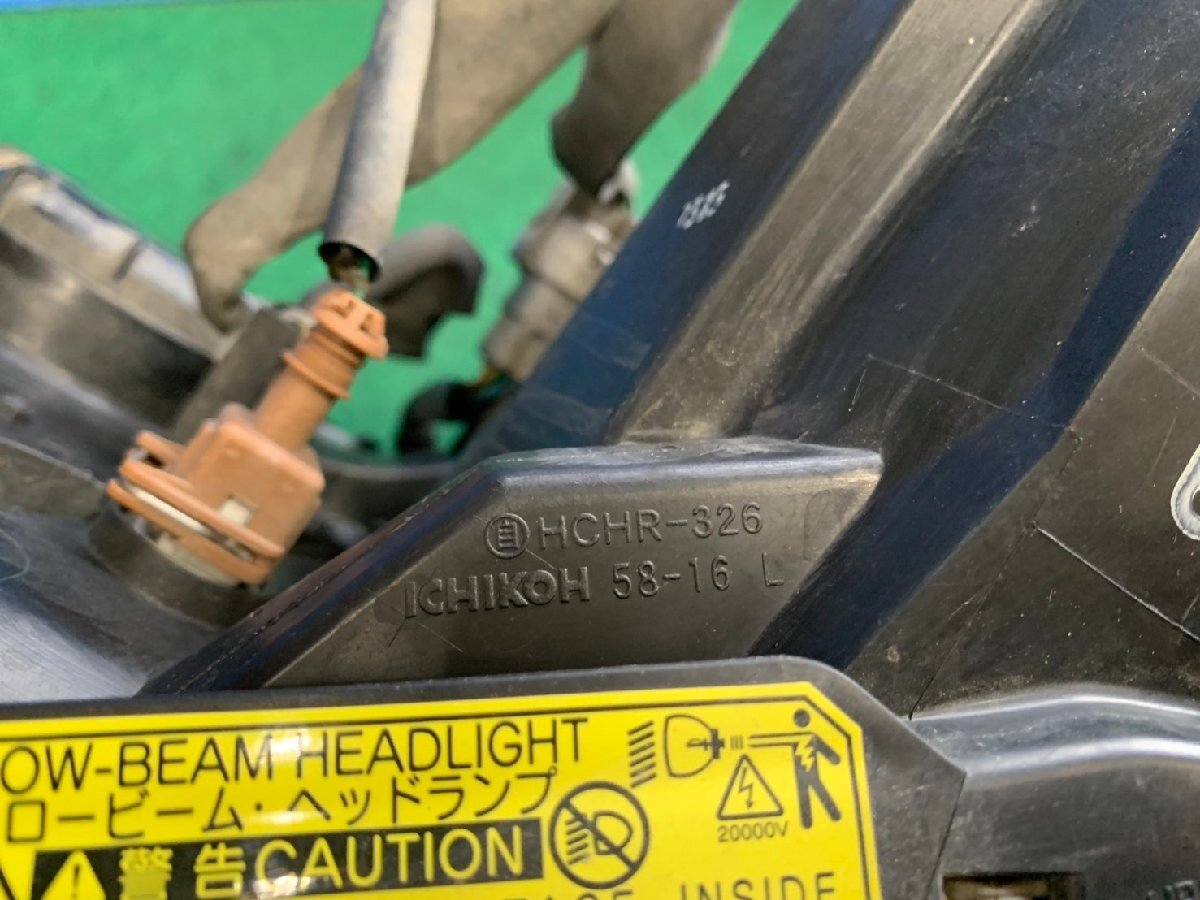 自 HCHR-326
ICHIKOH 58-16 L
OW-BEAM HEADLIGHT
ロービーム・ヘッドランプ
20000V
警告 CAUTION
INSIDE